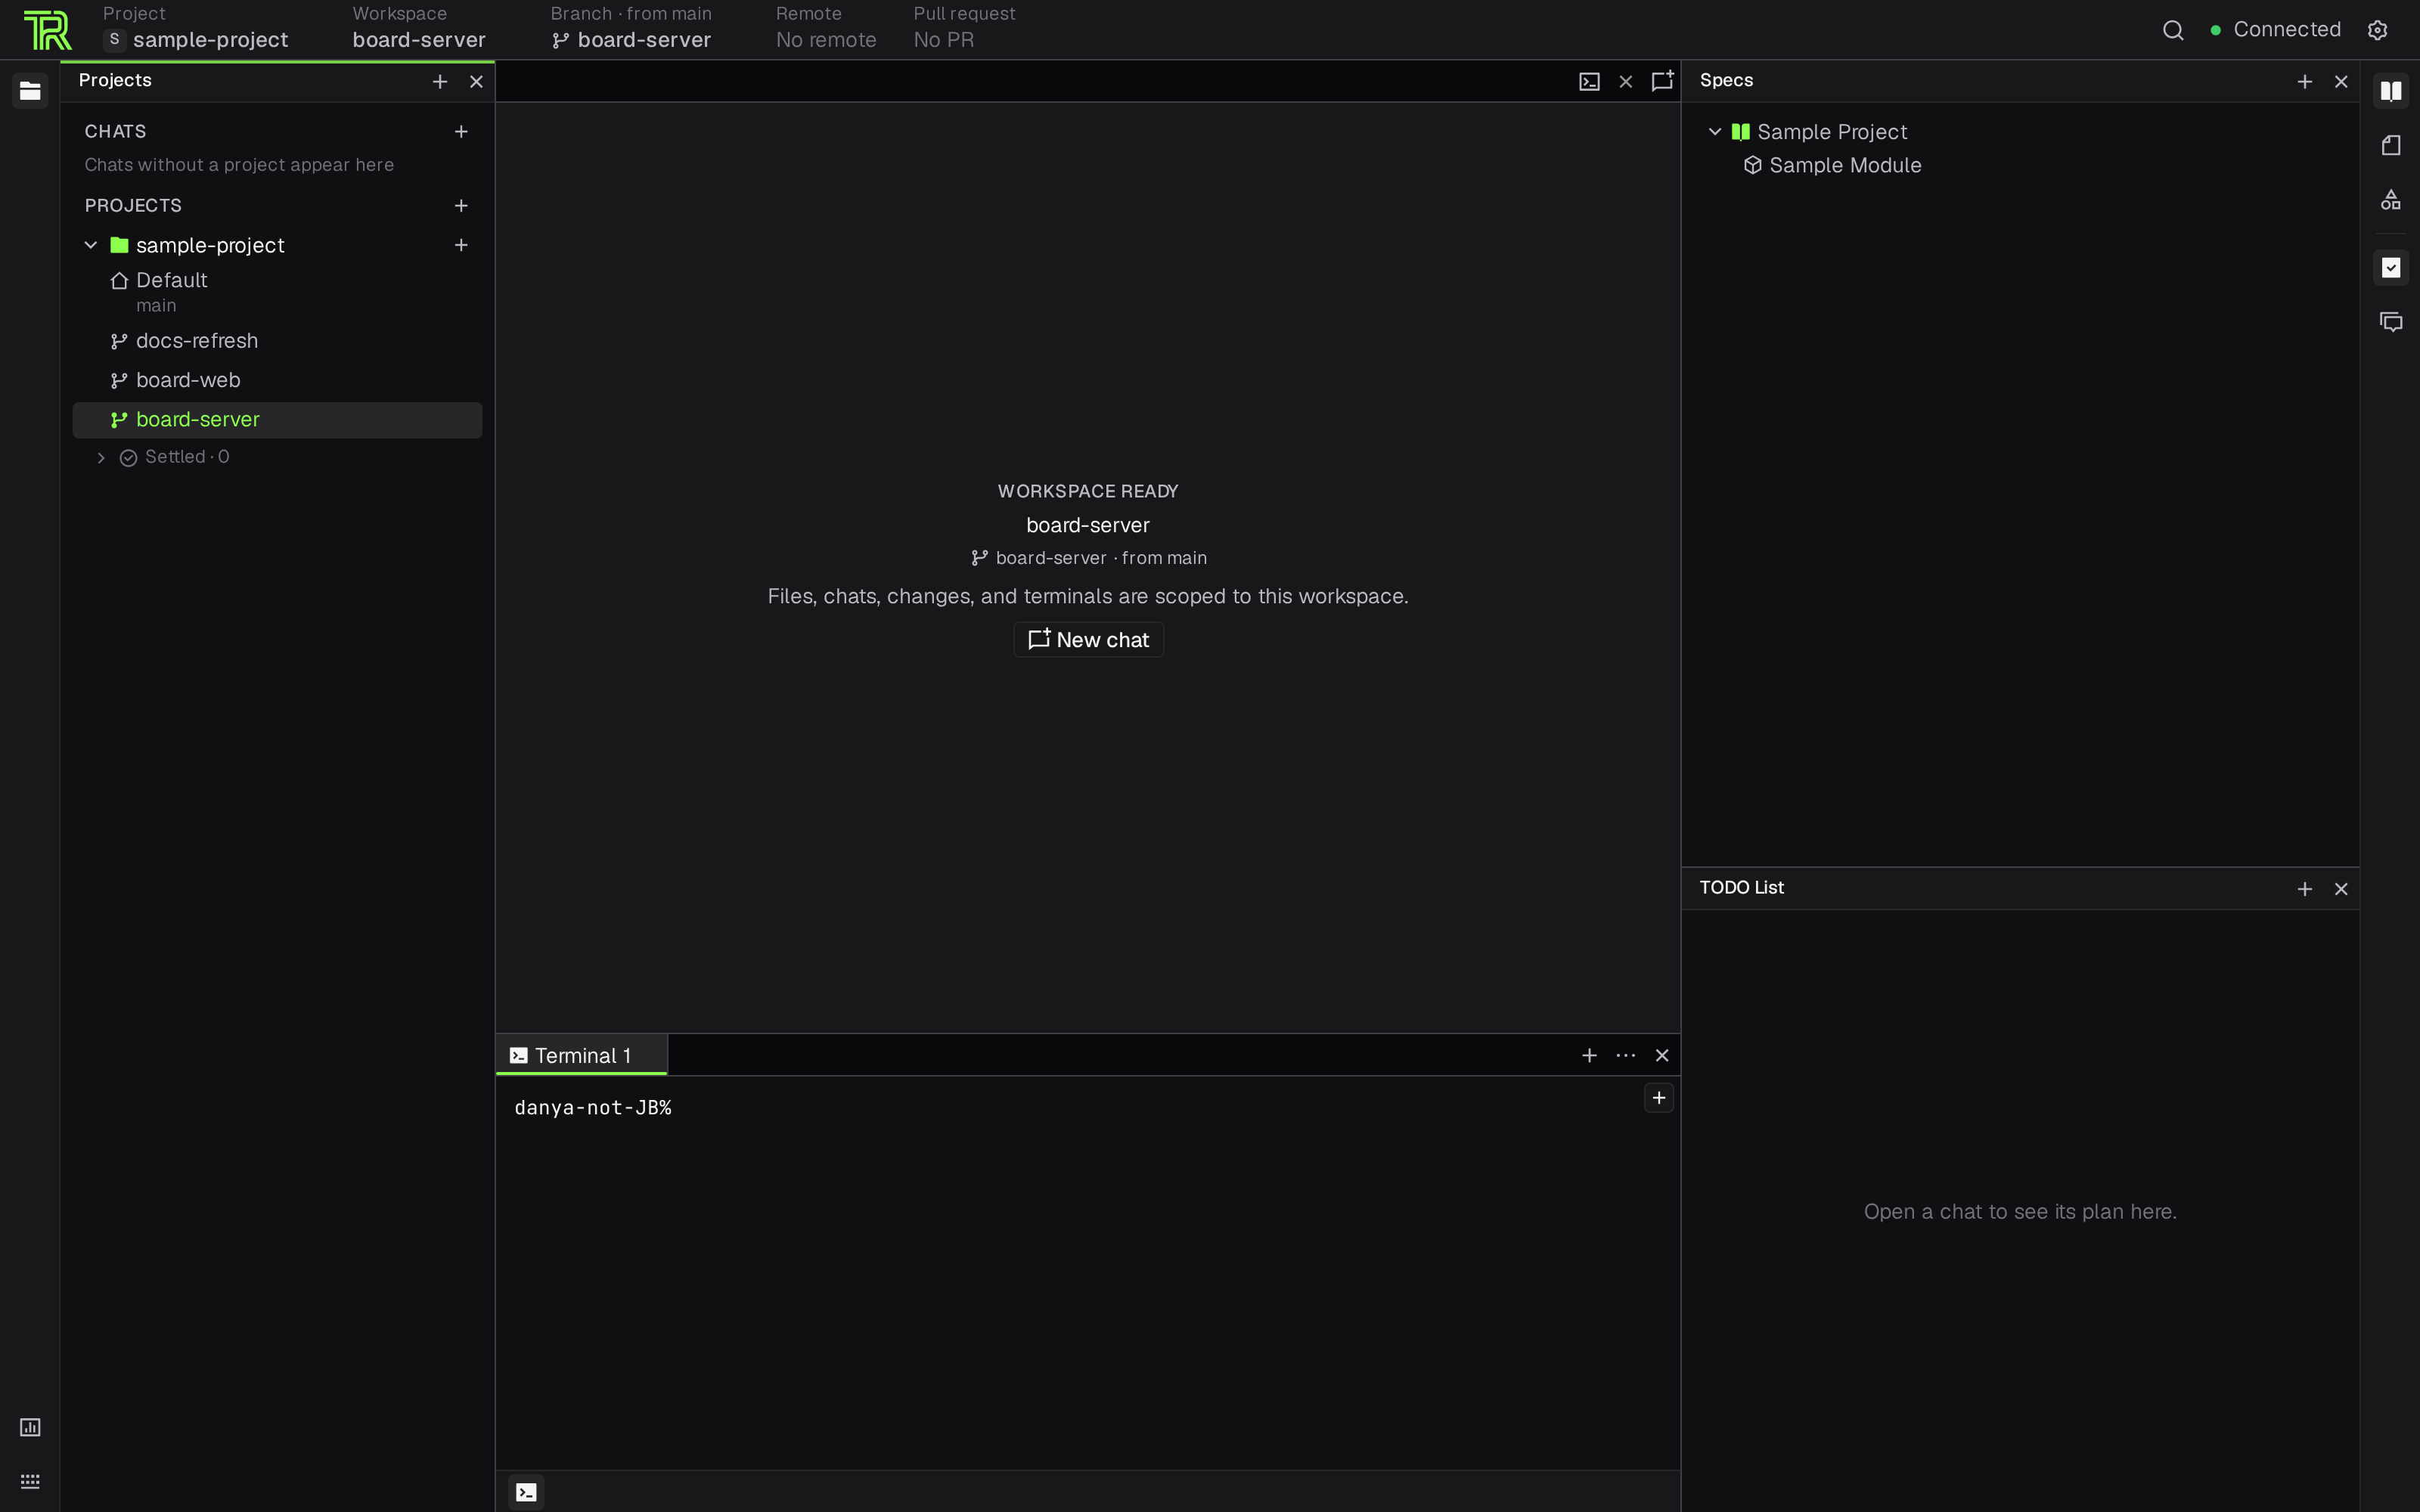 Project
S sample-project
Workspace
board-server
Branch · from main
board-server
Remote
No remote
Pull request
No PR
Connected
Projects
CHATS
Chats without a project appear here
PROJECTS
sample-project
Default
main
docs-refresh
board-web
board-server
Settled · 0
WORKSPACE READY
board-server
board-server · from main
Files, chats, changes, and terminals are scoped to this workspace.
New chat
Terminal 1
danya-not-JB%
Specs
Sample Project
Sample Module
TODO List
Open a chat to see its plan here.